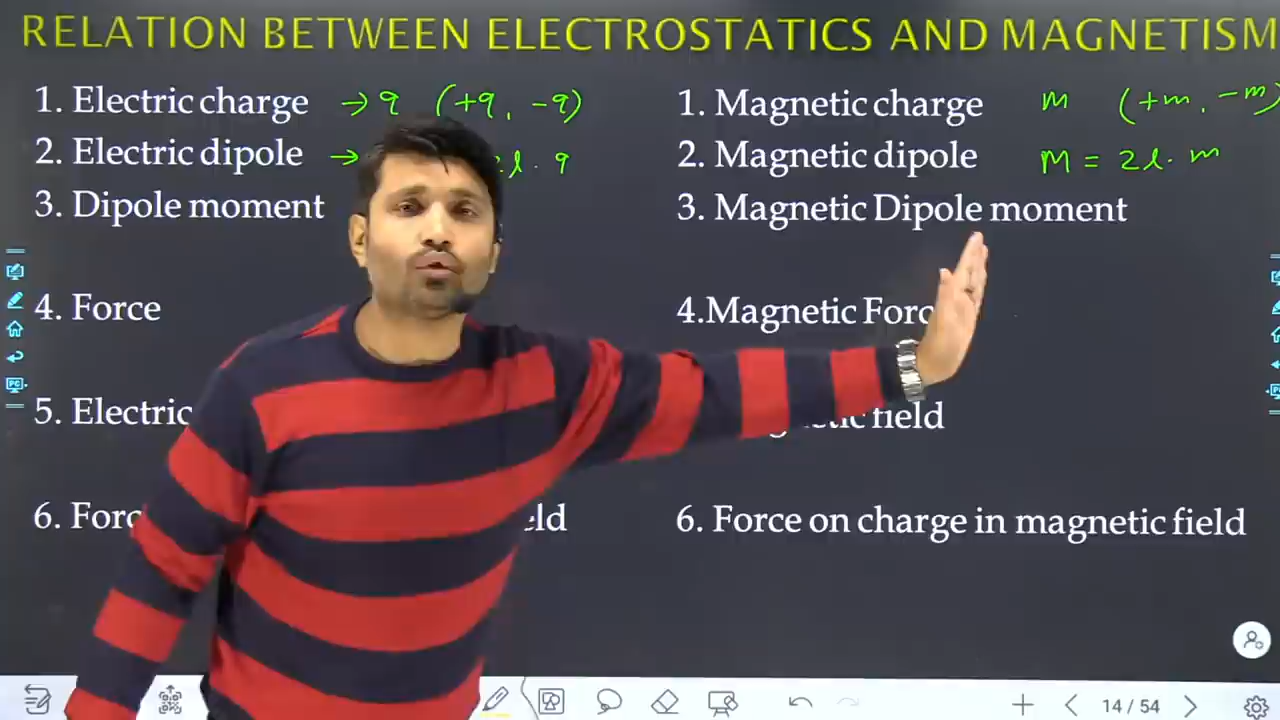 RELATION BETWEEN ELECTROSTATICS AND MAGNETISM
1. Electric charge → q (+q, -q)
2. Electric dipole → 2l. q
3. Dipole moment
4. Force
5. Electric
6. Forc
1. Magnetic charge m (+m, -m)
2. Magnetic dipole M = 2l. m
3. Magnetic Dipole moment
4.Magnetic Forc
field
6. Force on charge in magnetic field
14 / 54